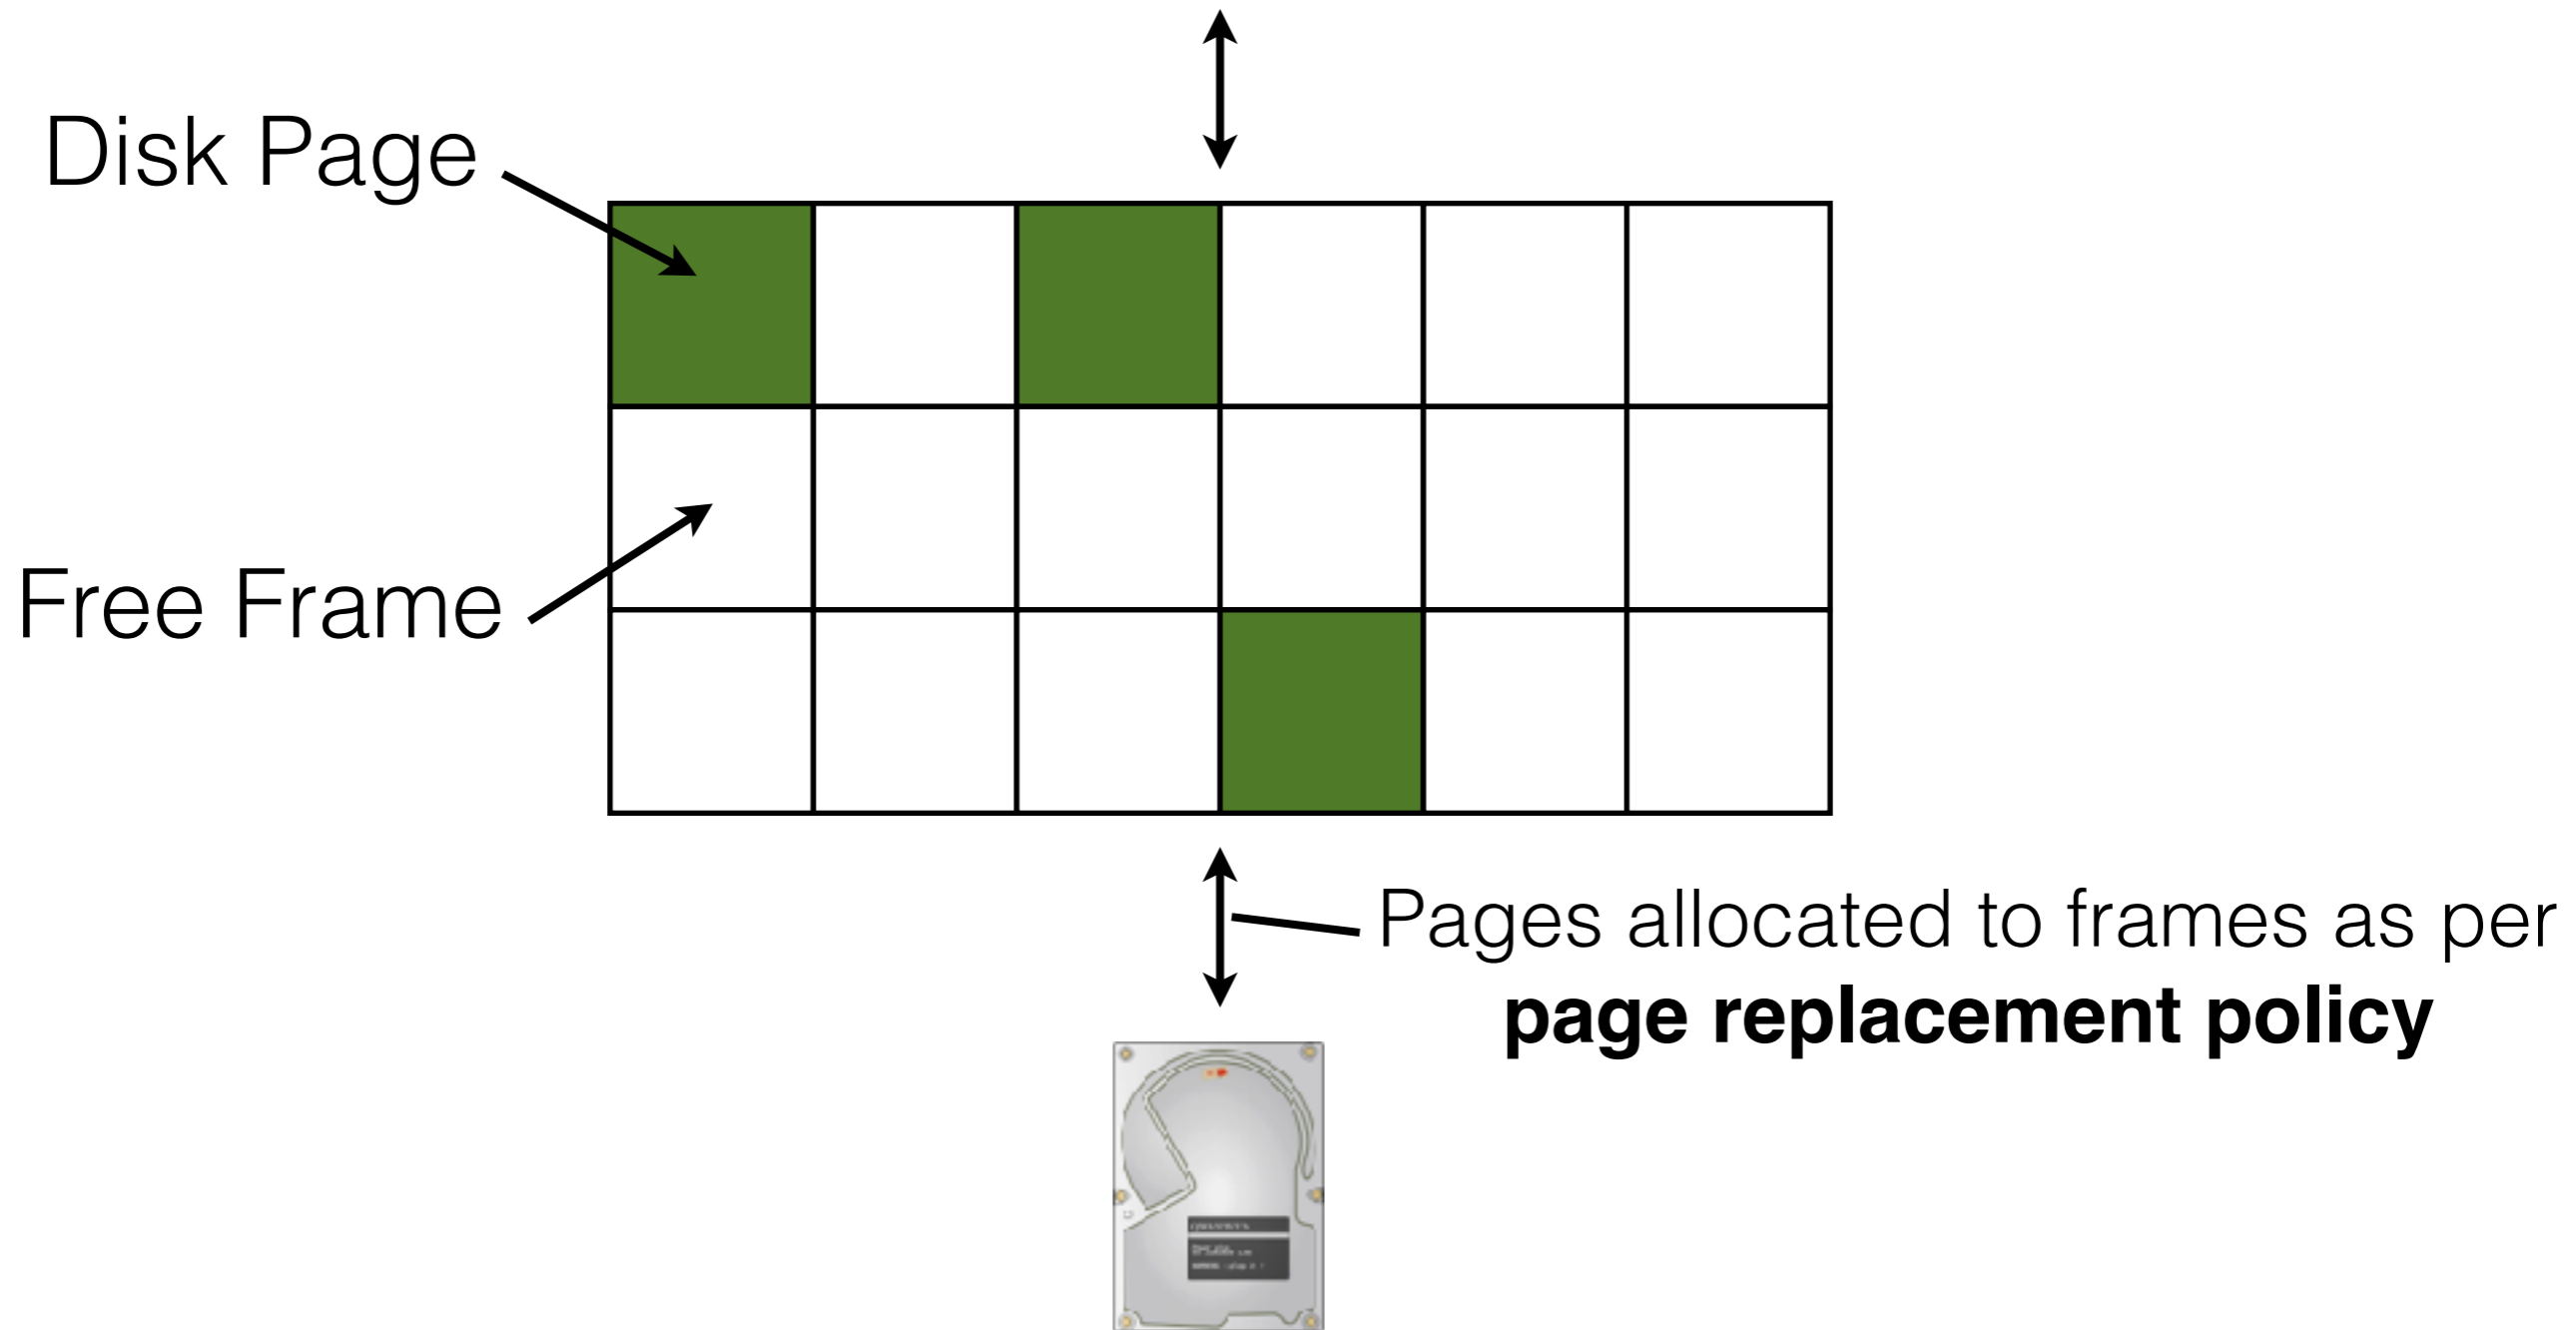 Disk Page
Free Frame
Pages allocated to frames as per
page replacement policy